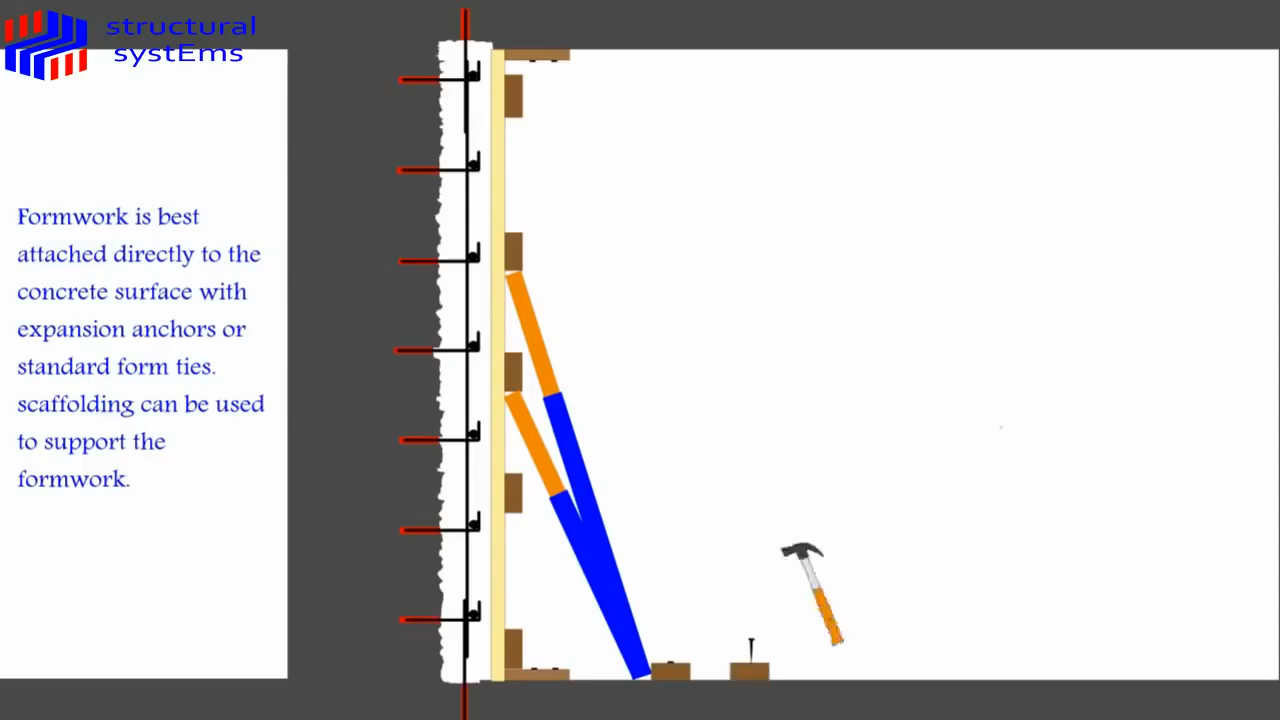 structural
systEms
Formwork is best
attached directly to the
concrete surface with
expansion anchors or
standard form ties.
scaffolding can be used
to support the
formwork.